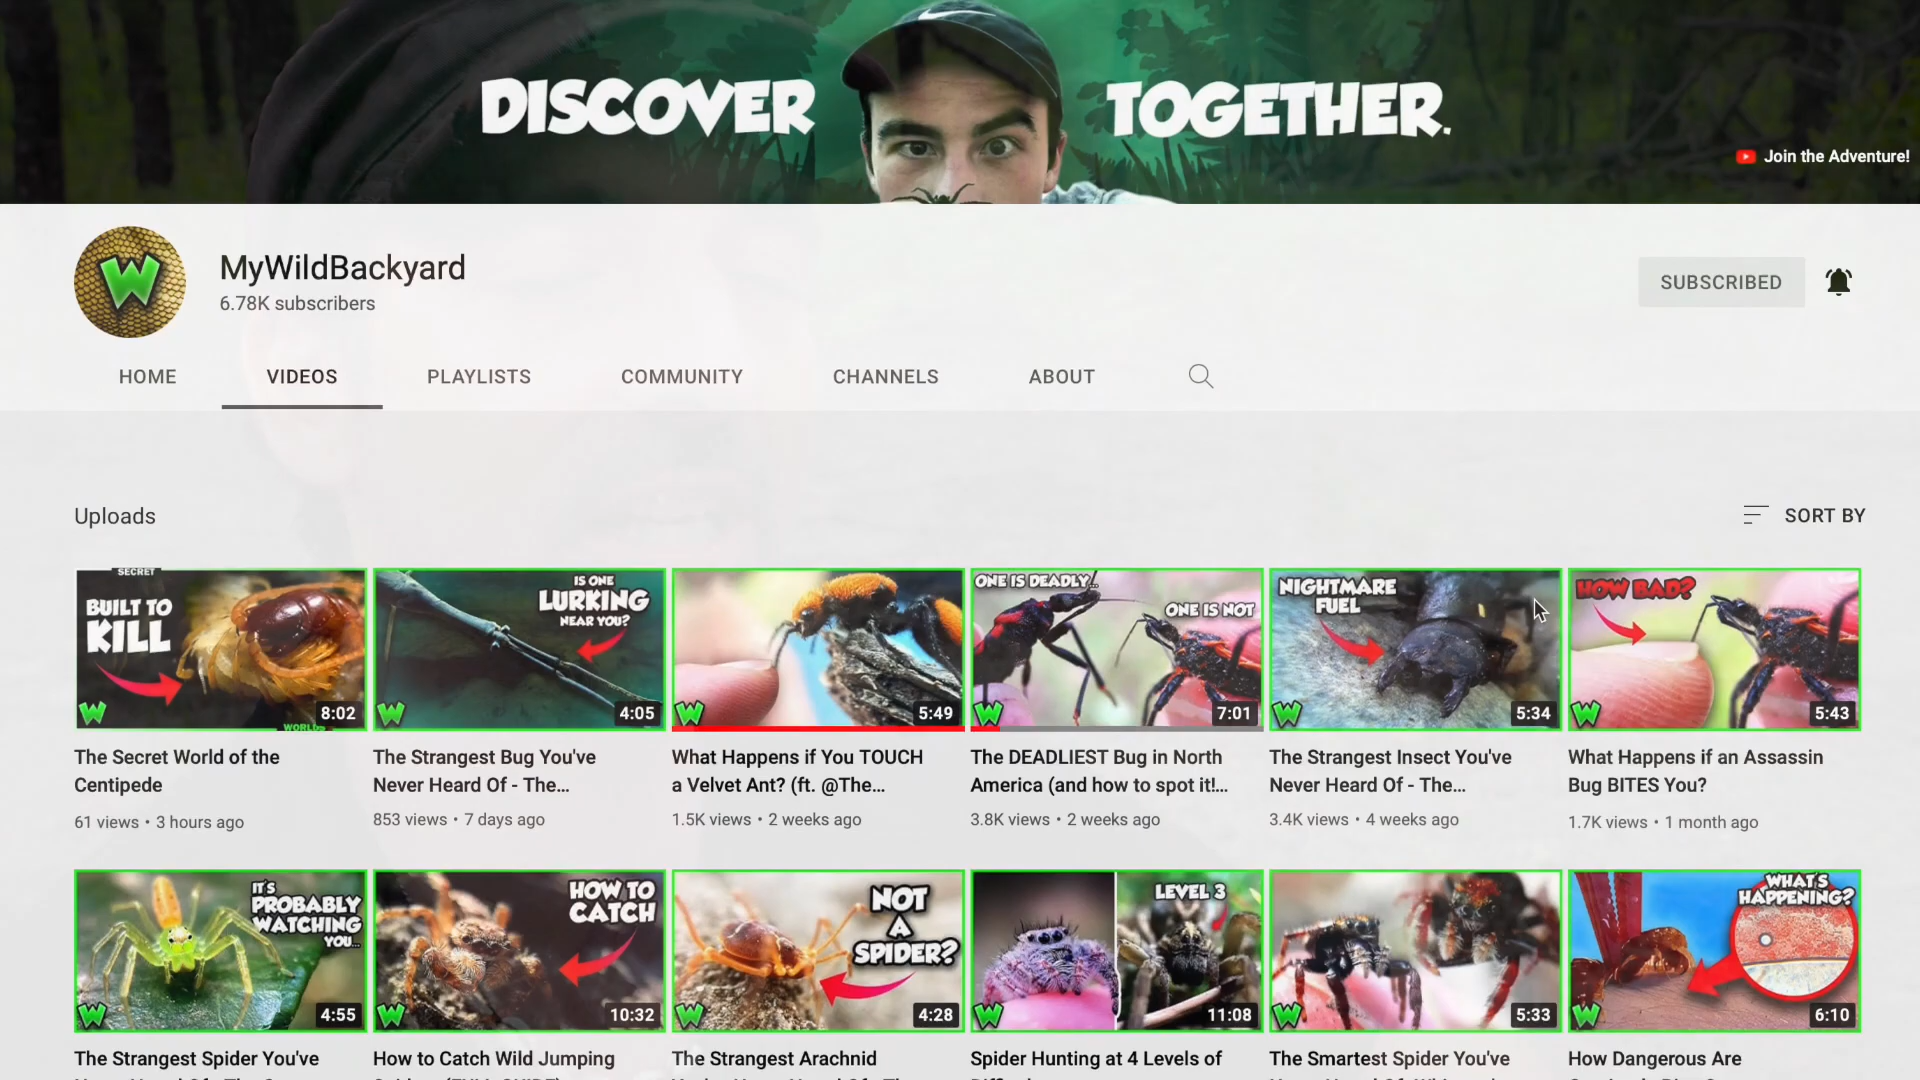 DISCOVER TOGETHER.
Join the Adventure!
W
MyWildBackyard
6.78K subscribers
SUBSCRIBED
HOME VIDEOS PLAYLISTS COMMUNITY CHANNELS ABOUT
Uploads
SORT BY
SECRET
BUILT TO
KILL
W
WORLDS
8:02
The Secret World of the
Centipede
61 views • 3 hours ago
IS ONE
LURKING
NEAR YOU?
W
4:05
The Strangest Bug You've
Never Heard Of - The...
853 views • 7 days ago
W
5:49
What Happens if You TOUCH
a Velvet Ant? (ft. @The...
1.5K views • 2 weeks ago
ONE IS DEADLY...
ONE IS NOT
W
7:01
The DEADLIEST Bug in North
America (and how to spot it!...
3.8K views • 2 weeks ago
NIGHTMARE
FUEL
W
5:34
The Strangest Insect You've
Never Heard Of - The...
3.4K views • 4 weeks ago
HOW BAD?
W
5:43
What Happens if an Assassin
Bug BITES You?
1.7K views • 1 month ago
IT'S
PROBABLY
WATCHING
YOU...
W
4:55
The Strangest Spider You've
HOW TO
CATCH
W
10:32
How to Catch Wild Jumping
NOT
A
SPIDER?
W
4:28
The Strangest Arachnid
LEVEL 3
W
11:08
Spider Hunting at 4 Levels of
W
5:33
The Smartest Spider You've
WHAT'S
HAPPENING?
W
6:10
How Dangerous Are